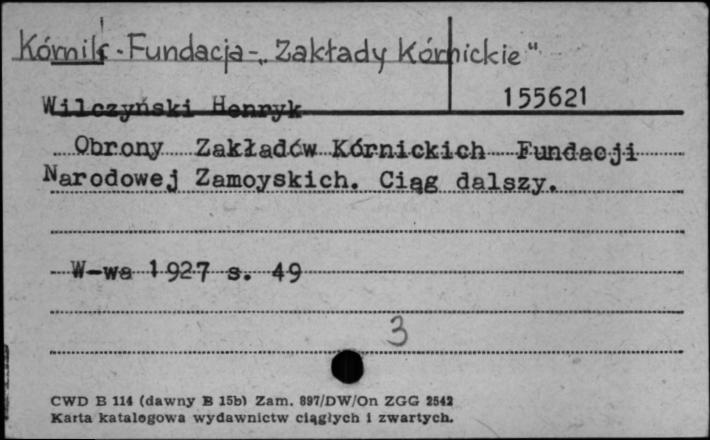 Kórnik - Fundacja - „Zakłady Kórnickie"
155621
Wilczyński Henryk
Obrony Zakładów Kórnickich Fundacji
Narodowej Zamoyskich. Ciąg dalszy.
W-wa 1927 s. 49
3
CWD B 114 (dawny B 15b) Zam. 897/DW/On ZGG 2542
Karta katalogowa wydawnictw ciągłych i zwartych.